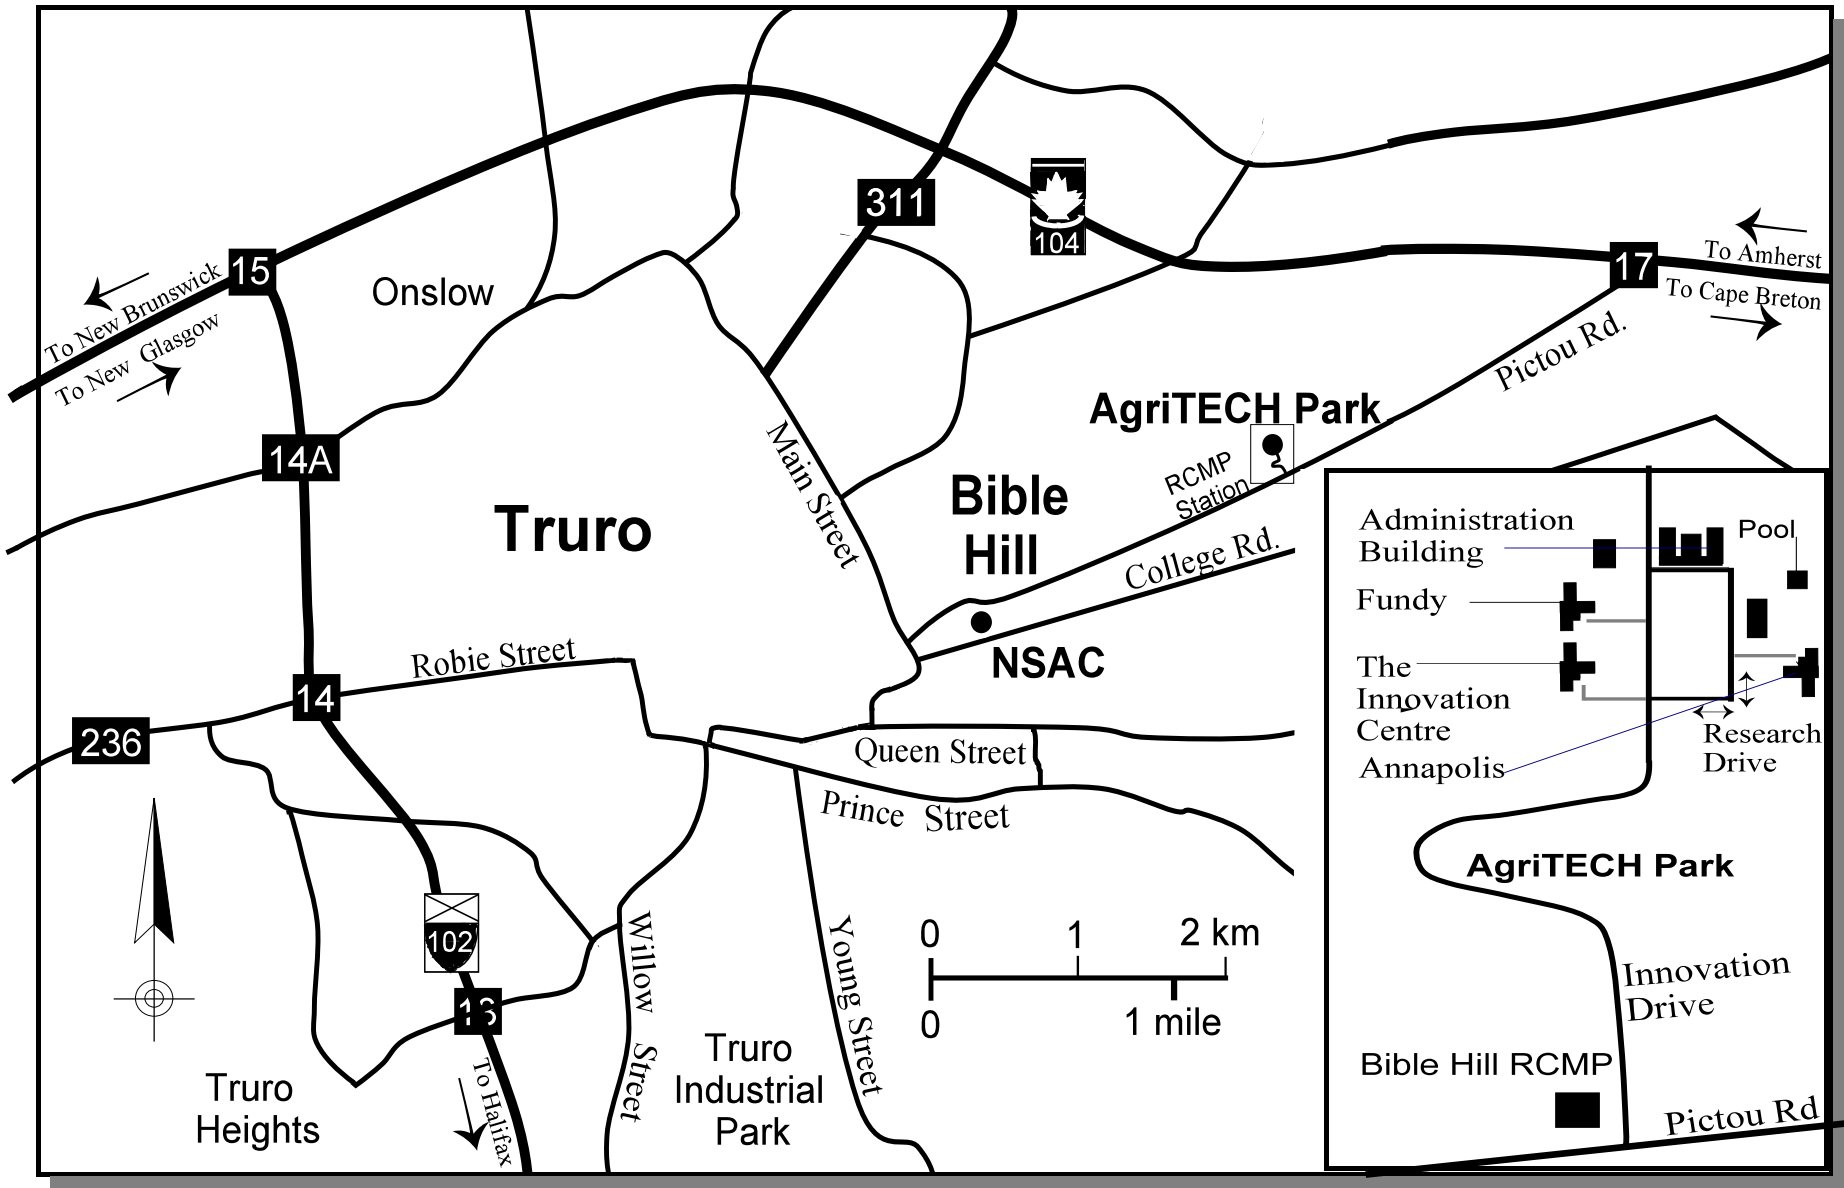 311
104
15
Onslow
To New Brunswick
To New Glasgow
17
To Amherst
To Cape Breton
Pictou Rd.
AgriTECH Park
14A
Main Street
RCMP
Station
Bible
Hill
Truro
College Rd.
NSAC
Robie Street
14
236
Queen Street
Prince Street
102
Willow Street
Young Street
0 1 2 km
0 1 mile
To Halifax
Truro
Heights
Truro
Industrial
Park
Administration
Building
Pool
Fundy
The
Innovation
Centre
Annapolis
Research
Drive
AgriTECH Park
Innovation
Drive
Bible Hill RCMP
Pictou Rd